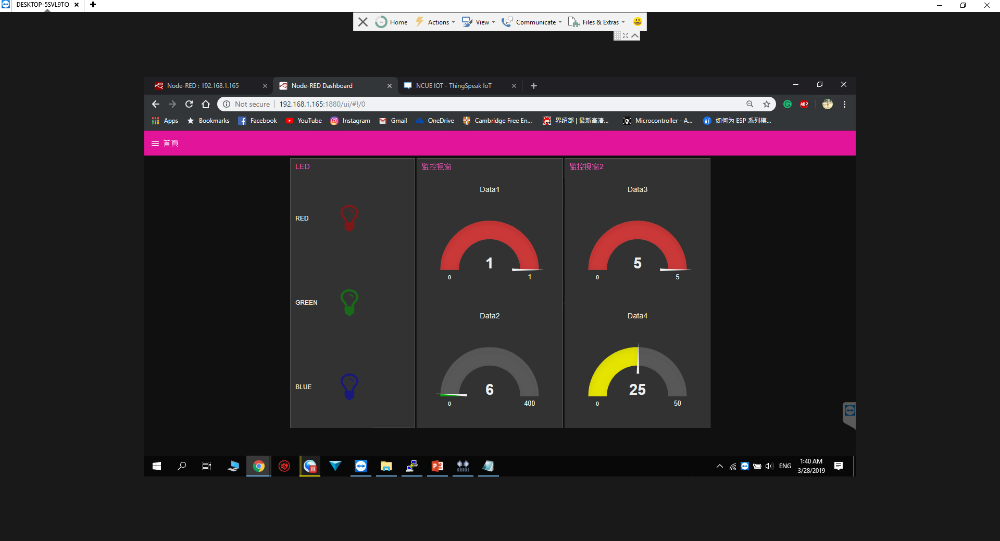 DESKTOP-5SVL9TQ
Home Actions View Communicate Files & Extras
Node-RED : 192.168.1.165 Node-RED Dashboard NCUE IOT - ThingSpeak IoT
Not secure 192.168.1.165:1880/ui/#!/0
ABP
Apps Bookmarks Facebook YouTube Instagram Gmail OneDrive Cambridge Free En... 界紹部 | 最新高清... Microcontroller - A... 如何为 ESP 系列模...
首頁
LED
RED
GREEN
BLUE
監控視窗
Data1
1
0 1
Data2
6
0 400
監控視窗2
Data3
5
0 5
Data4
25
0 50
ENG
1:40 AM
3/28/2019